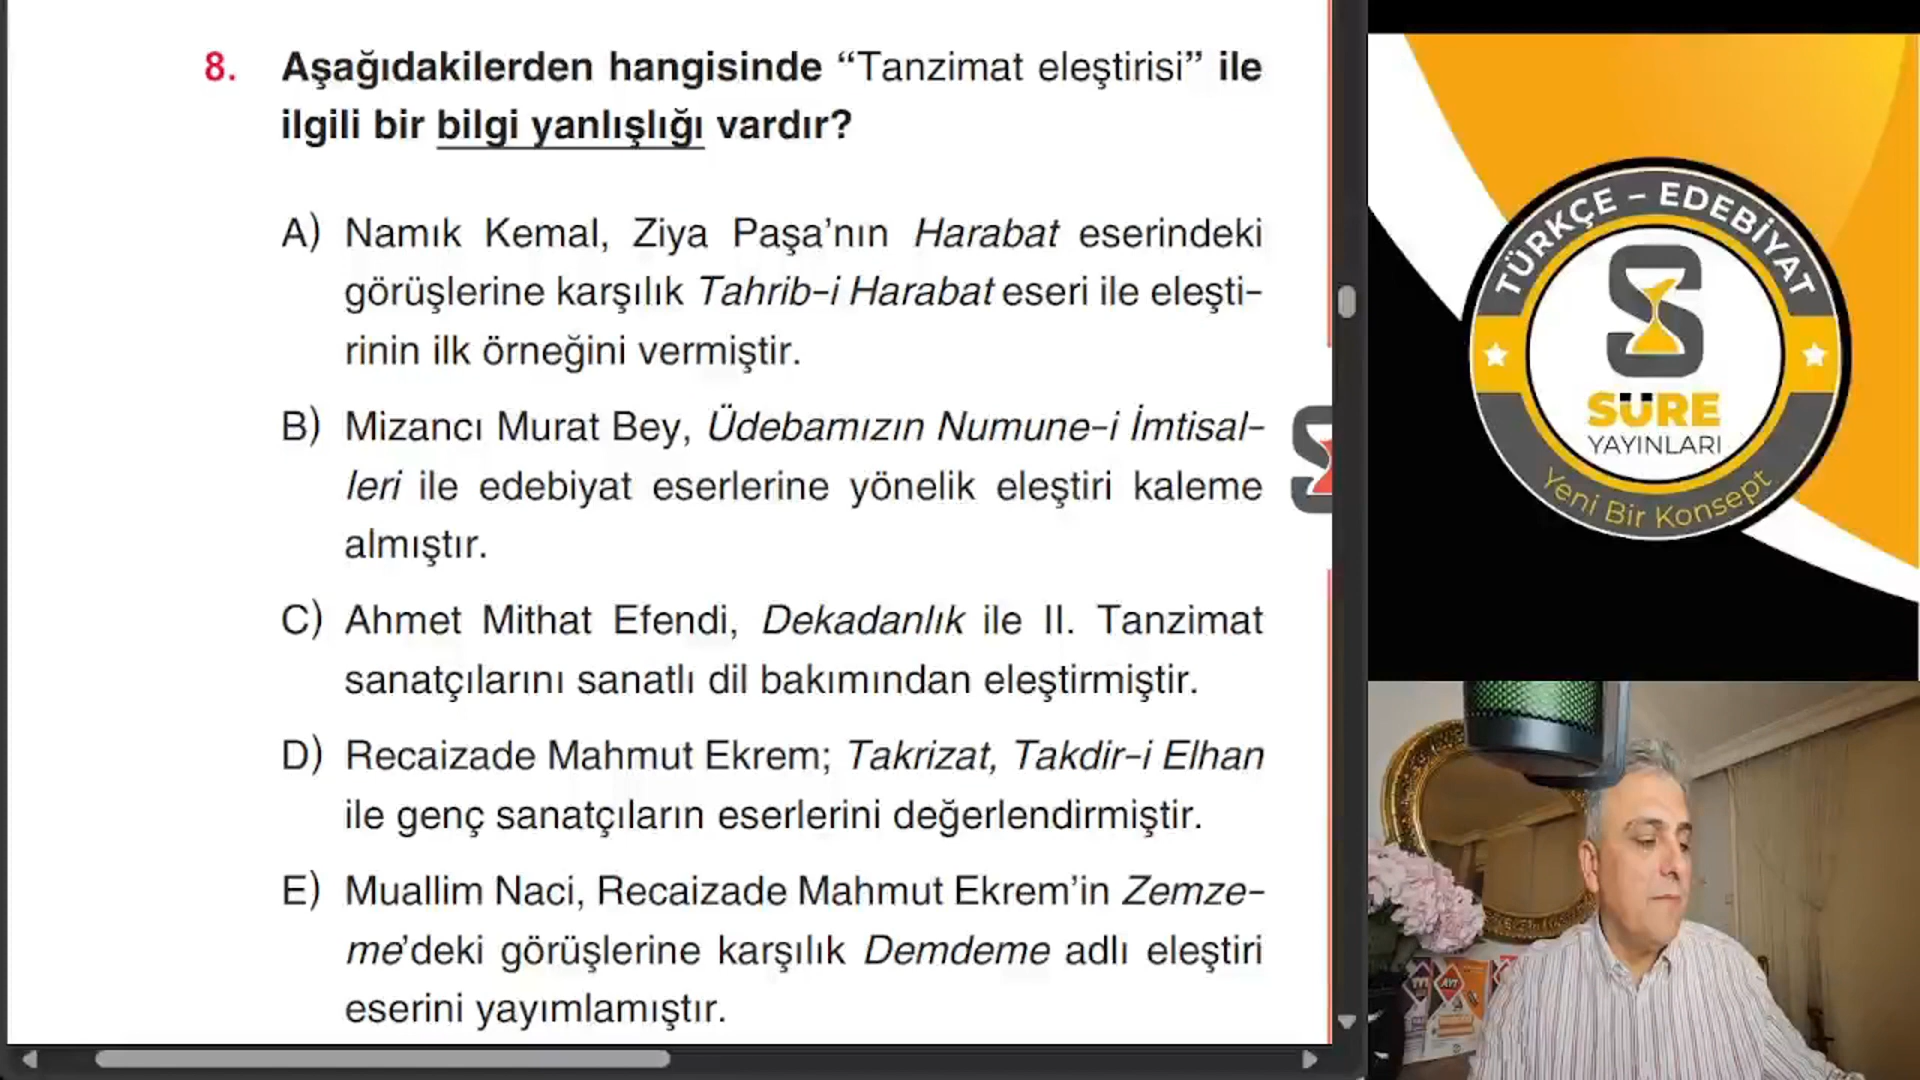 8. Aşağıdakilerden hangisinde “Tanzimat eleştirisi” ile
ilgili bir bilgi yanlışlığı vardır?
A) Namık Kemal, Ziya Paşa’nın Harabat eserindeki
görüşlerine karşılık Tahrib-i Harabat eseri ile eleşti-
rinin ilk örneğini vermiştir.
B) Mizancı Murat Bey, Üdebamızın Numune-i İmtisal-
leri ile edebiyat eserlerine yönelik eleştiri kaleme
almıştır.
C) Ahmet Mithat Efendi, Dekadanlık ile II. Tanzimat
sanatçılarını sanatlı dil bakımından eleştirmiştir.
D) Recaizade Mahmut Ekrem; Takrizat, Takdir-i Elhan
ile genç sanatçıların eserlerini değerlendirmiştir.
E) Muallim Naci, Recaizade Mahmut Ekrem’in Zemze-
me’deki görüşlerine karşılık Demdeme adlı eleştiri
eserini yayımlamıştır.
TÜRKÇE – EDEBİYAT
SÜRE
YAYINLARI
Yeni Bir Konsept
TYT
AYT